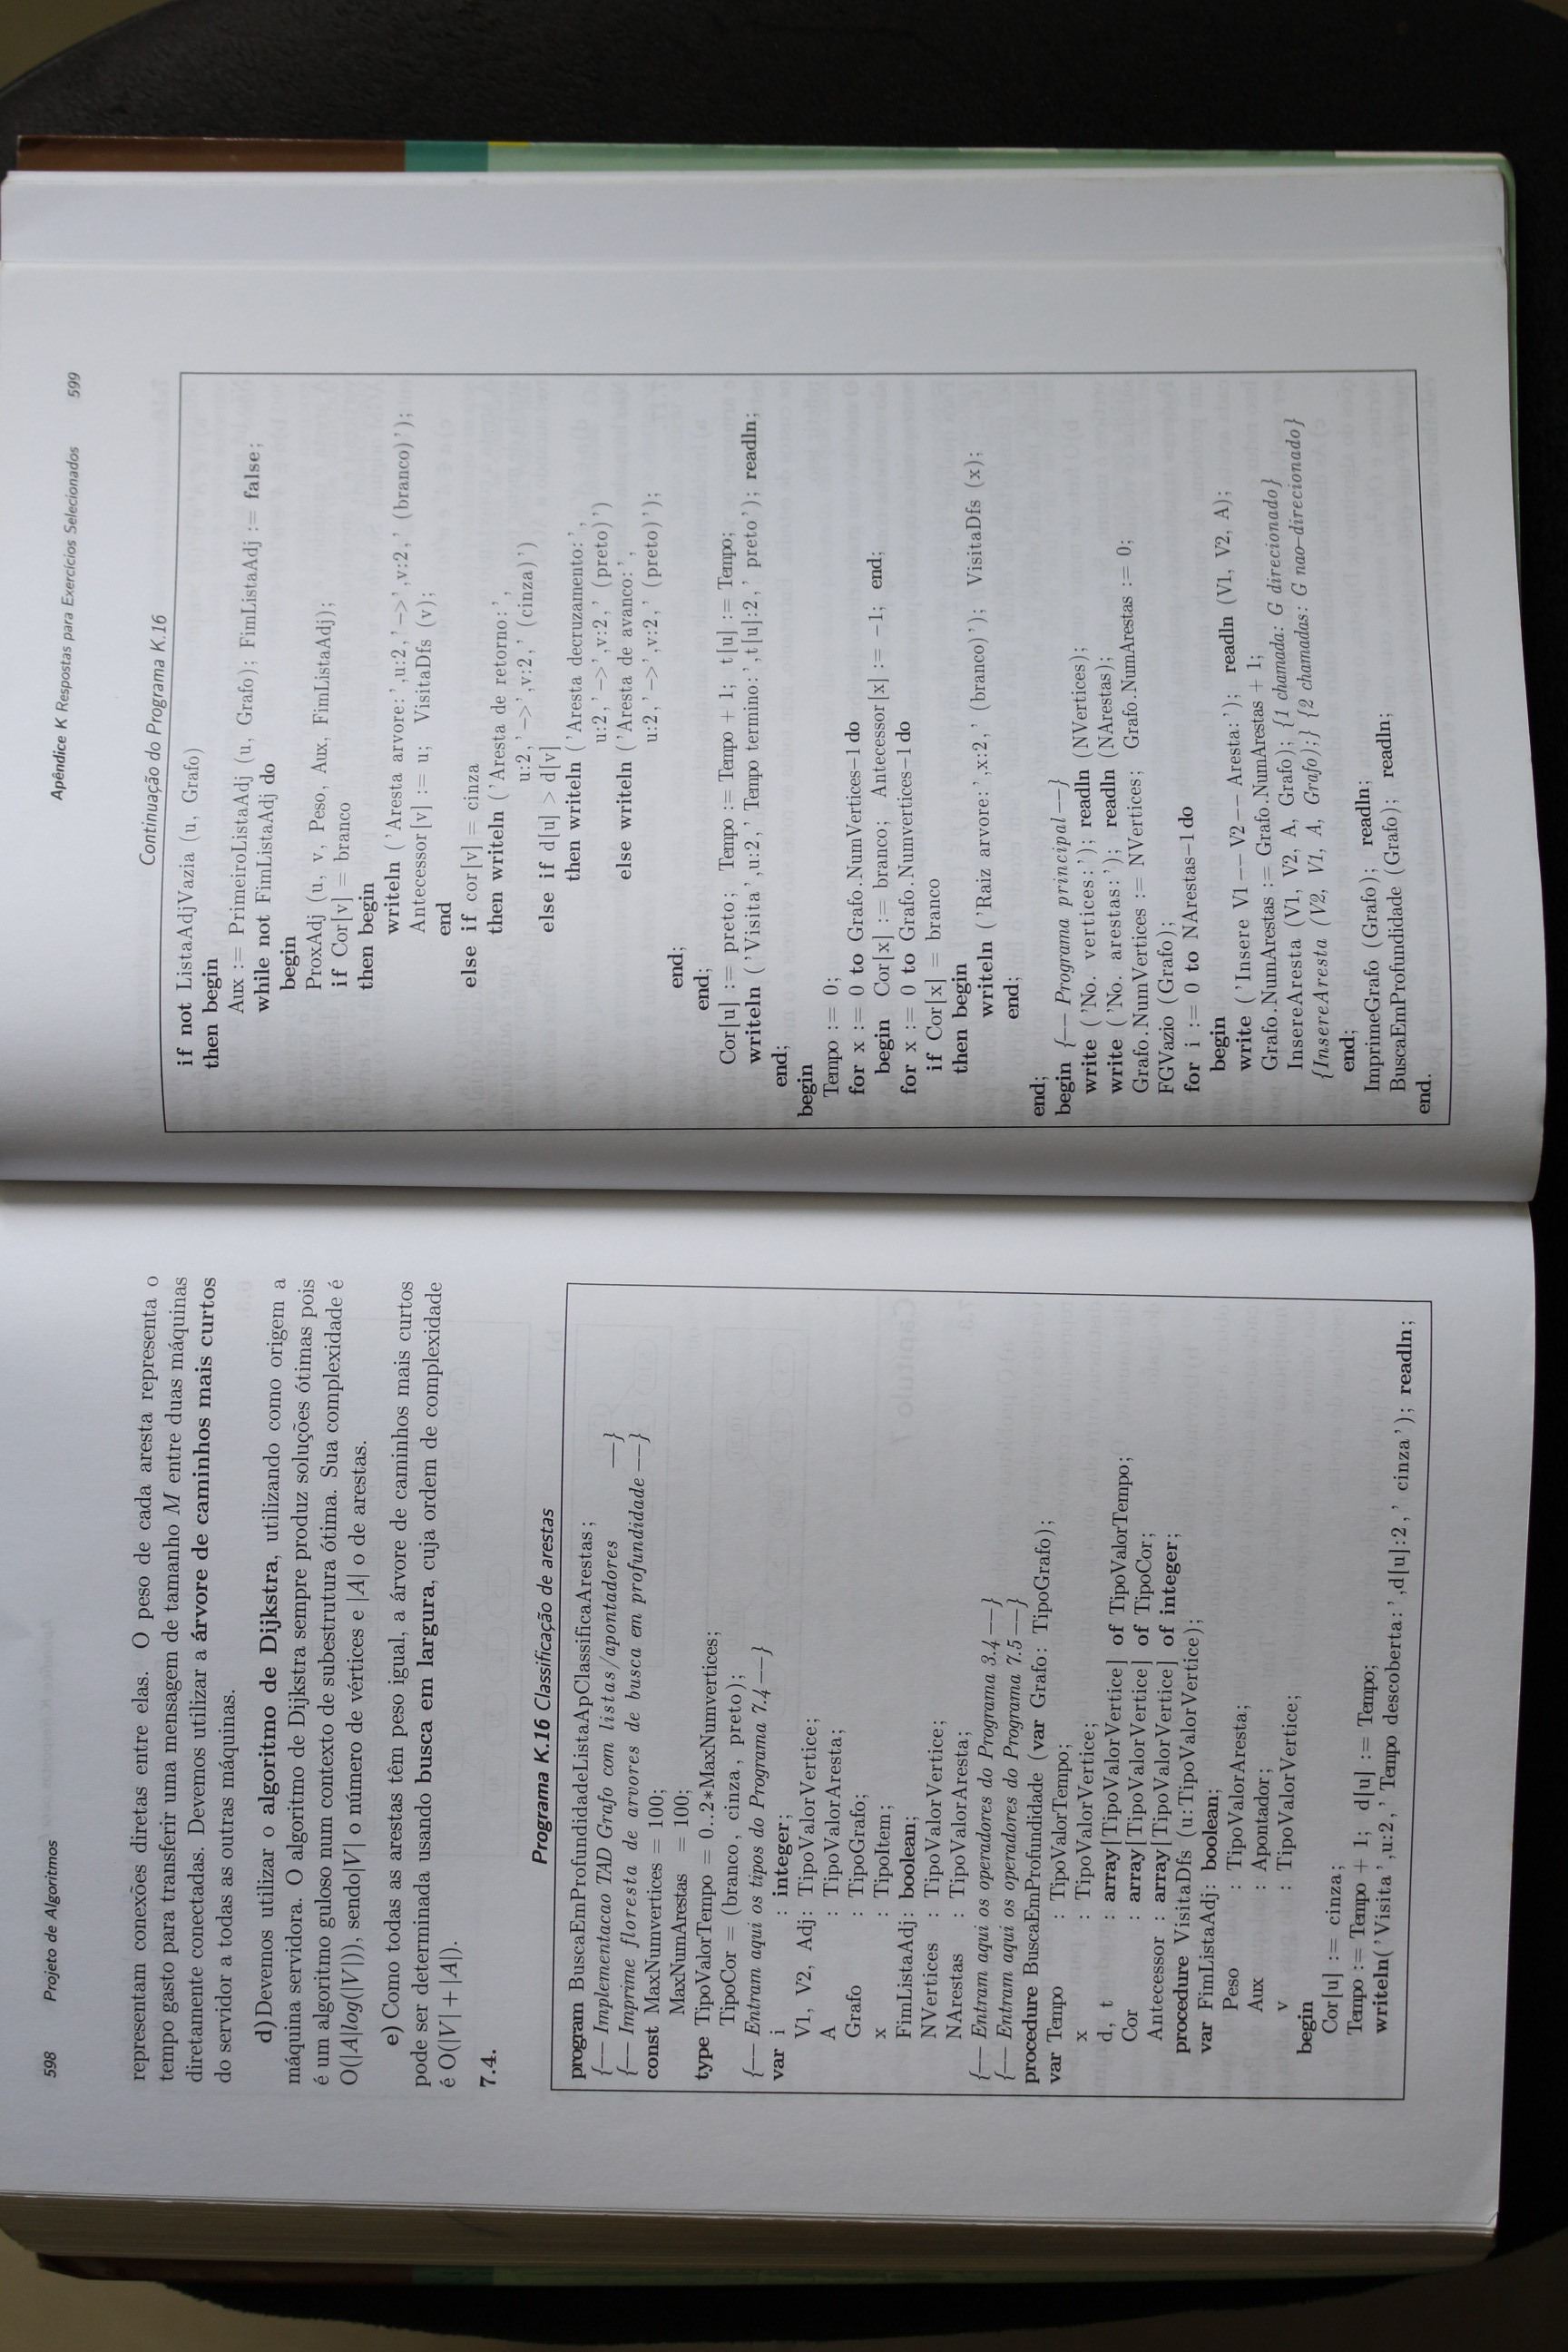 598 Projeto de Algoritmos
representam conexões diretas entre elas. O peso de cada aresta representa o
tempo gasto para transferir uma mensagem de tamanho M entre duas máquinas
diretamente conectadas. Devemos utilizar a árvore de caminhos mais curtos
do servidor a todas as outras máquinas.
d) Devemos utilizar o algoritmo de Dijkstra, utilizando como origem a
máquina servidora. O algoritmo de Dijkstra sempre produz soluções ótimas pois
é um algoritmo guloso num contexto de subestrutura ótima. Sua complexidade é
O(|A|log(|V|)), sendo|V| o número de vértices e |A| o de arestas.
e) Como todas as arestas têm peso igual, a árvore de caminhos mais curtos
pode ser determinada usando busca em largura, cuja ordem de complexidade
é O(|V| + |A|).
7.4.
Programa K.16 Classificação de arestas
program BuscaEmProfundidadeListaApClassificaArestas;
{-- Implementacao TAD Grafo com listas/apontadores --}
{-- Imprime floresta de arvores de busca em profundidade --}
const MaxNumvertices = 100;
MaxNumArestas = 100;
type TipoValorTempo = 0..2*MaxNumvertices;
TipoCor = (branco, cinza, preto);
{-- Entram aqui os tipos do Programa 7.4--}
var i : integer;
V1, V2, Adj: TipoValorVertice;
A : TipoValorAresta;
Grafo : TipoGrafo;
x : TipoItem;
FimListaAdj: boolean;
NVertices : TipoValorVertice;
NArestas : TipoValorAresta;
{-- Entram aqui os operadores do Programa 3.4--}
{-- Entram aqui os operadores do Programa 7.5--}
procedure BuscaEmProfundidade (var Grafo: TipoGrafo);
var Tempo : TipoValorTempo;
x : TipoValorVertice;
d, t : array[TipoValorVertice] of TipoValorTempo;
Cor : array[TipoValorVertice] of TipoCor;
Antecessor : array[TipoValorVertice] of integer;
procedure VisitaDfs (u:TipoValorVertice);
var FimListaAdj: boolean;
Peso : TipoValorAresta;
Aux : Apontador;
v : TipoValorVertice;
begin
Cor[u] := cinza;
Tempo := Tempo + 1; d[u] := Tempo;
writeln('Visita',u:2,' Tempo descoberta:',d[u]:2,' cinza'); readln;
Apêndice K Respostas para Exercícios Selecionados 599
Continuação do Programa K.16
if not ListaAdjVazia (u, Grafo)
then begin
Aux := PrimeiroListaAdj (u, Grafo); FimListaAdj := false;
while not FimListaAdj do
begin
ProxAdj (u, v, Peso, Aux, FimListaAdj);
if Cor[v] = branco
then begin
writeln ('Aresta arvore:',u:2,'->',v:2,' (branco)');
Antecessor[v] := u; VisitaDfs (v);
end
else if cor[v] = cinza
then writeln ('Aresta de retorno:',
u:2,'->',v:2,' (cinza)')
else if d[u] > d[v]
then writeln ('Aresta decruzamento:',
u:2,'->',v:2,' (preto)')
else writeln ('Aresta de avanco:',
u:2,'->',v:2,' (preto)');
end;
end;
Cor[u] := preto; Tempo := Tempo + 1; t[u] := Tempo;
writeln ('Visita',u:2,' Tempo termino:',t[u]:2,' preto'); readln;
end;
begin
Tempo := 0;
for x := 0 to Grafo.NumVertices-1 do
begin Cor[x] := branco; Antecessor[x] := -1; end;
for x := 0 to Grafo.Numvertices-1 do
if Cor[x] = branco
then begin
writeln ('Raiz arvore:',x:2,' (branco)'); VisitaDfs (x);
end;
end;
begin {-- Programa principal--}
write ('No. vertices:'); readln (NVertices);
write ('No. arestas:'); readln (NArestas);
Grafo.NumVertices := NVertices; Grafo.NumArestas := 0;
FGVazio (Grafo);
for i := 0 to NArestas-1 do
begin
write ('Insere V1 -- V2 -- Aresta:'); readln (V1, V2, A);
Grafo.NumArestas := Grafo.NumArestas + 1;
InsereAresta (V1, V2, A, Grafo); {1 chamada: G direcionado}
{InsereAresta (V2, V1, A, Grafo);} {2 chamadas: G nao-direcionado}
end;
ImprimeGrafo (Grafo); readln;
BuscaEmProfundidade (Grafo); readln;
end.